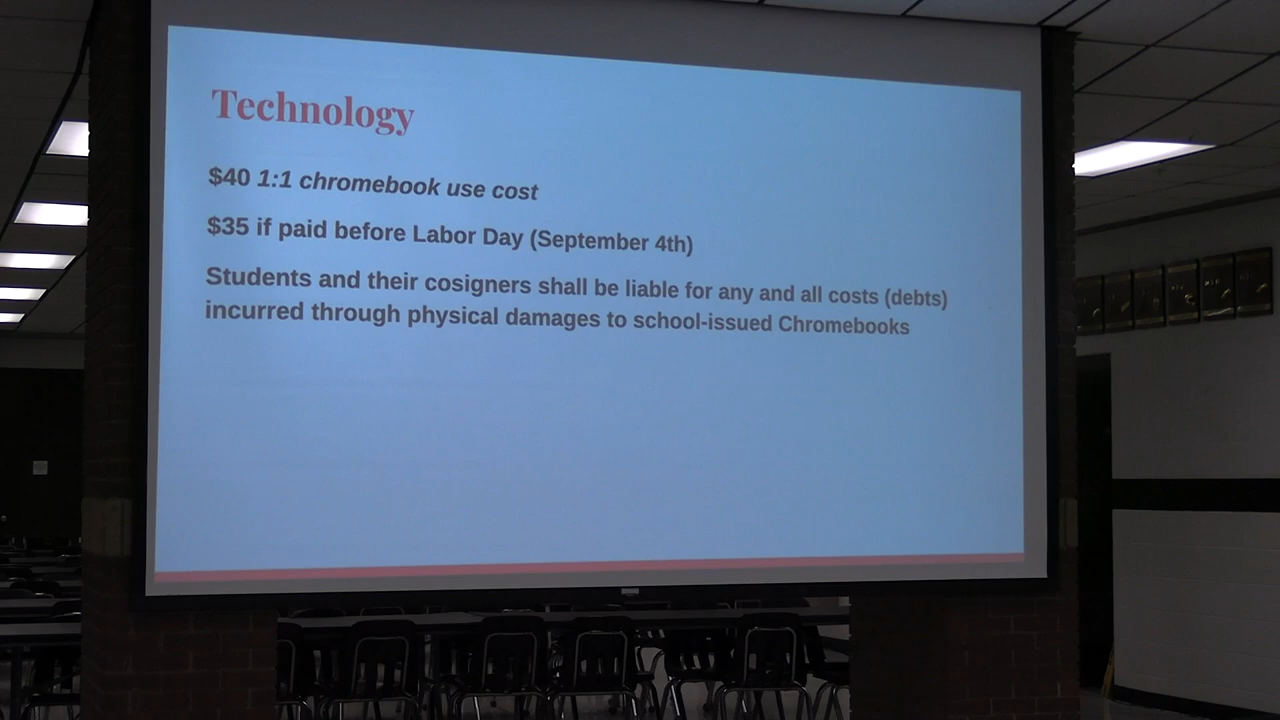 Technology
$40 1:1 chromebook use cost
$35 if paid before Labor Day (September 4th)
Students and their cosigners shall be liable for any and all costs (debts)
incurred through physical damages to school-issued Chromebooks